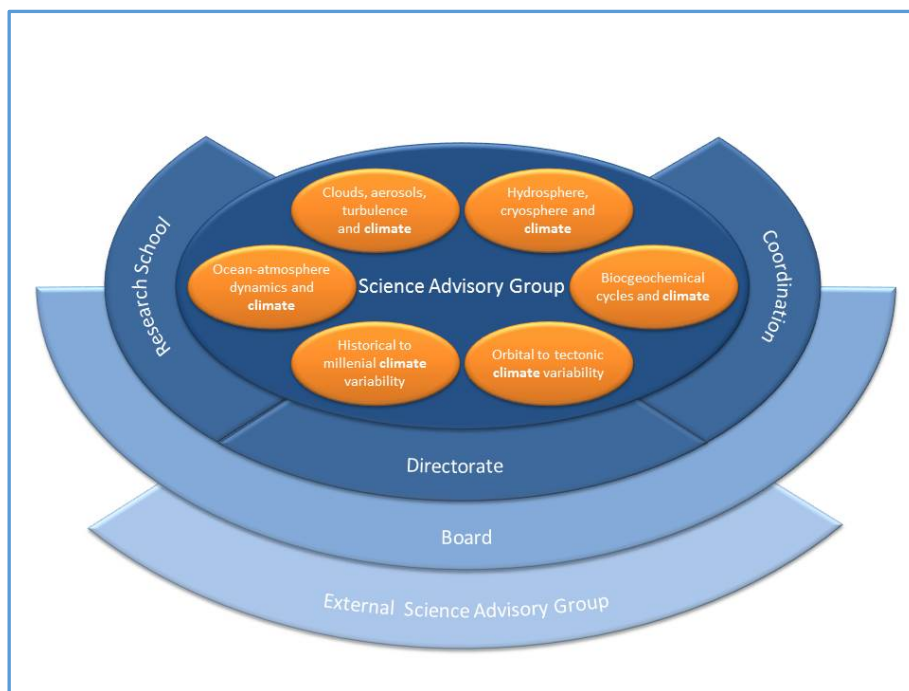 Clouds, aerosols,
turbulence
and climate
Hydrosphere,
cryosphere and
climate
Ocean-atmosphere
dynamics and
climate
Science Advisory Group
Biocgeochemical
cycles and climate
Historical to
millenial climate
variability
Orbital to tectonic
climate variability
Research School
Coordination
Directorate
Board
External Science Advisory Group